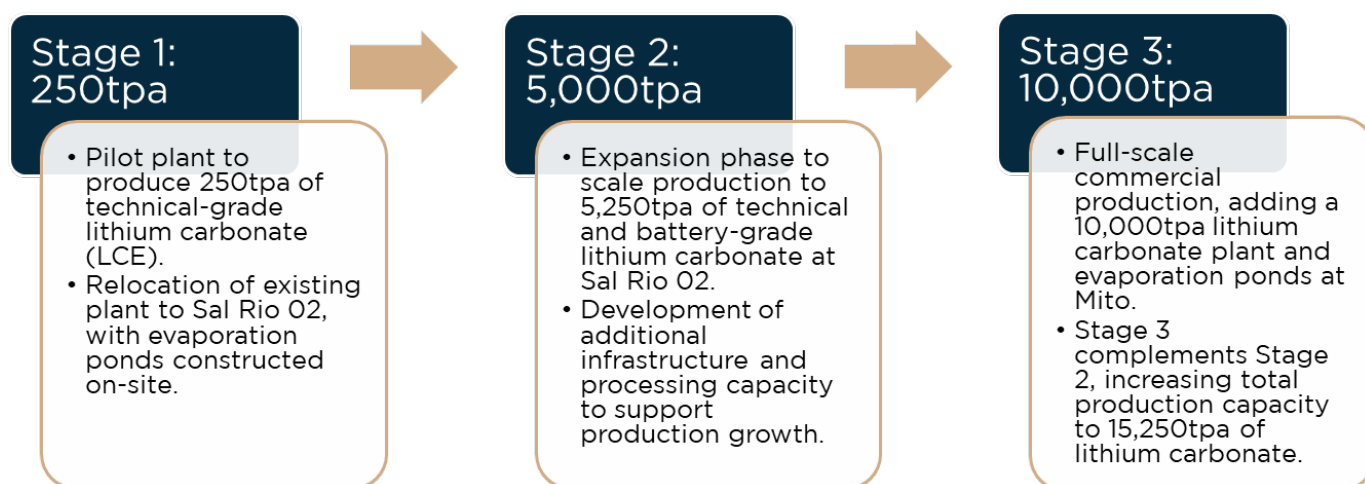 Stage 1:
250tpa
• Pilot plant to
produce 250tpa of
technical-grade
lithium carbonate
(LCE).
• Relocation of existing
plant to Sal Rio 02,
with evaporation
ponds constructed
on-site.
Stage 2:
5,000tpa
• Expansion phase to
scale production to
5,250tpa of technical
and battery-grade
lithium carbonate at
Sal Rio 02.
• Development of
additional
infrastructure and
processing capacity
to support
production growth.
Stage 3:
10,000tpa
• Full-scale
commercial
production, adding a
10,000tpa lithium
carbonate plant and
evaporation ponds at
Mito.
• Stage 3
complements Stage
2, increasing total
production capacity
to 15,250tpa of
lithium carbonate.